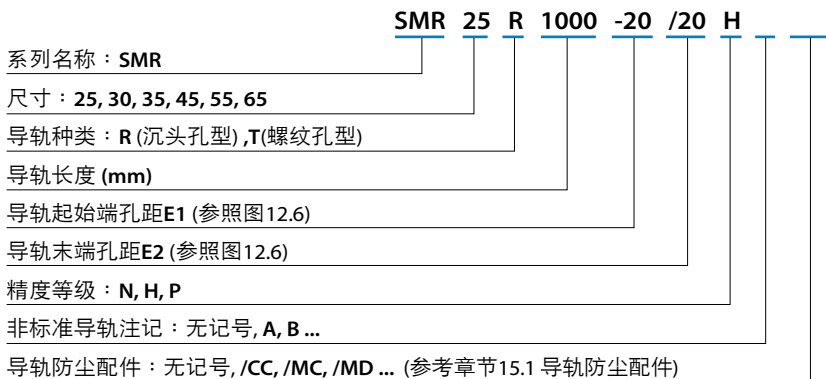 SMR 25 R 1000 -20 /20 H
系列名称：SMR
尺寸：25, 30, 35, 45, 55, 65
导轨种类：R (沉头孔型) ,T(螺纹孔型)
导轨长度 (mm)
导轨起始端孔距E1 (参照图12.6)
导轨末端孔距E2 (参照图12.6)
精度等级：N, H, P
非标准导轨注记：无记号, A, B ...
导轨防尘配件：无记号, /CC, /MC, /MD ... (参考章节15.1 导轨防尘配件)